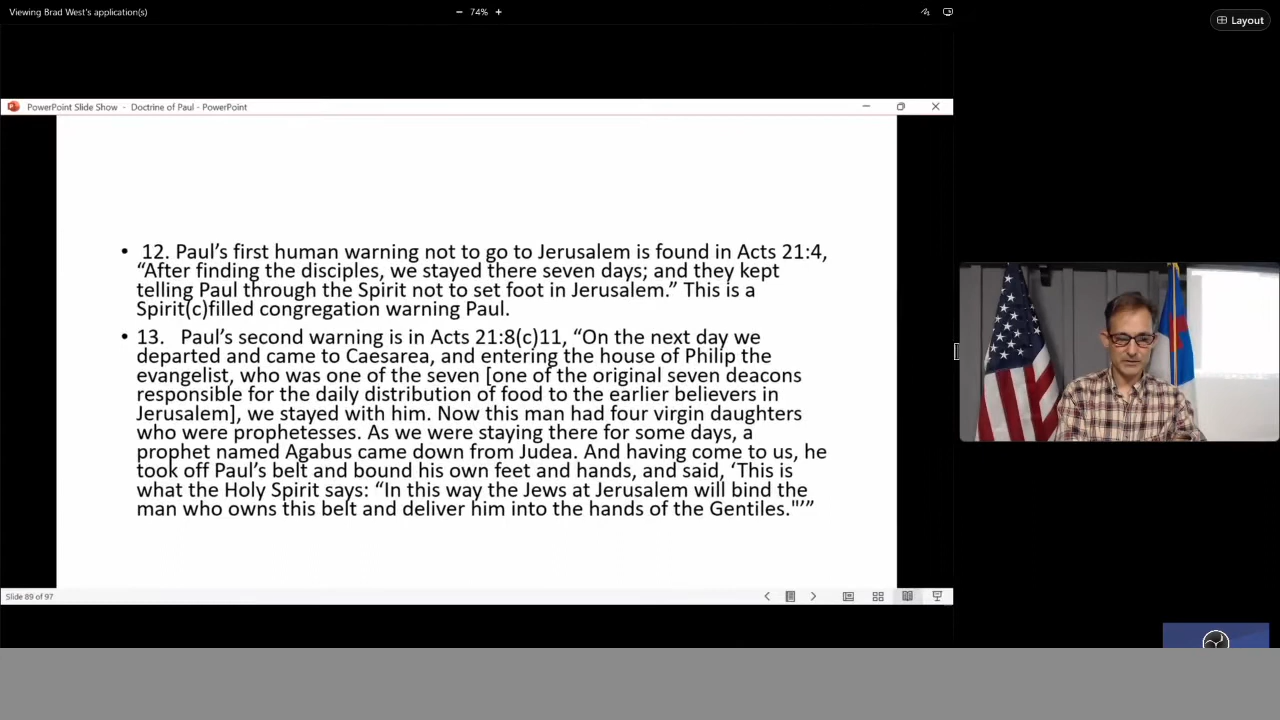 Viewing Brad West's application(s)
− 74% +
Layout
PowerPoint Slide Show - Doctrine of Paul - PowerPoint
• 12. Paul’s first human warning not to go to Jerusalem is found in Acts 21:4,
“After finding the disciples, we stayed there seven days; and they kept
telling Paul through the Spirit not to set foot in Jerusalem.” This is a
Spirit(c)filled congregation warning Paul.
• 13. Paul’s second warning is in Acts 21:8(c)11, “On the next day we
departed and came to Caesarea, and entering the house of Philip the
evangelist, who was one of the seven [one of the original seven deacons
responsible for the daily distribution of food to the earlier believers in
Jerusalem], we stayed with him. Now this man had four virgin daughters
who were prophetesses. As we were staying there for some days, a
prophet named Agabus came down from Judea. And having come to us, he
took off Paul’s belt and bound his own feet and hands, and said, ‘This is
what the Holy Spirit says: “In this way the Jews at Jerusalem will bind the
man who owns this belt and deliver him into the hands of the Gentiles."’”
Slide 89 of 97